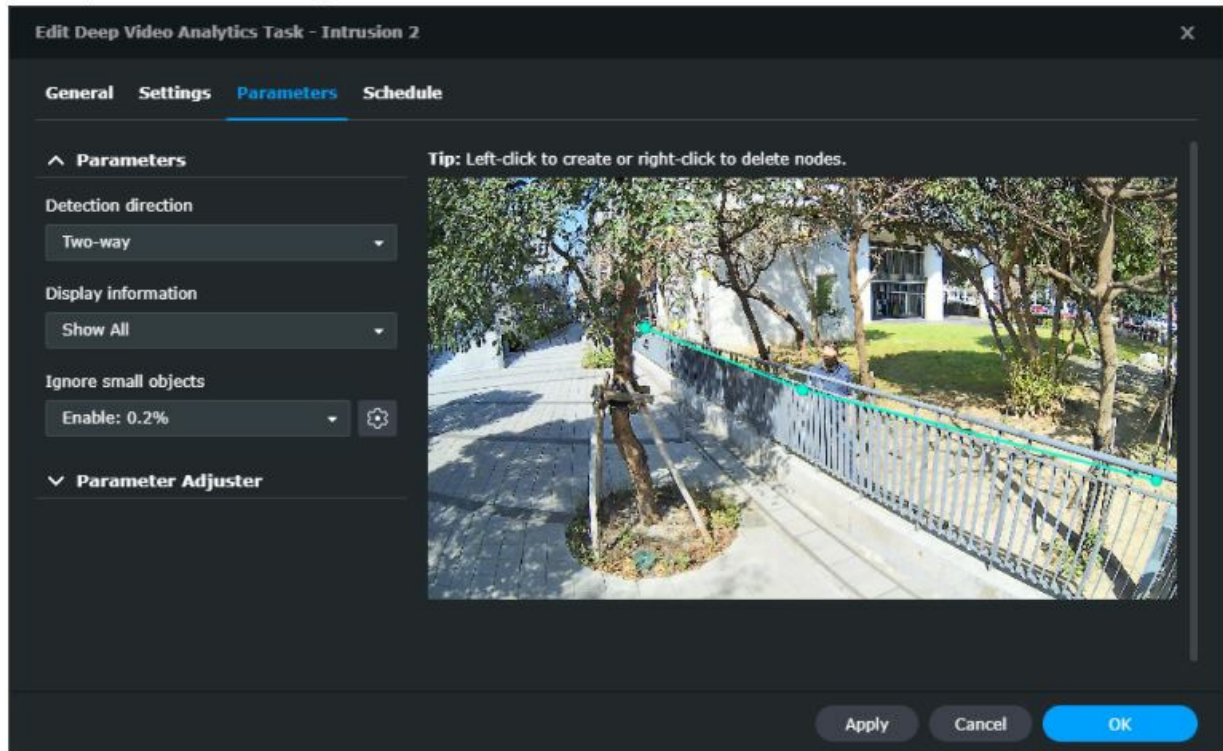 Edit Deep Video Analytics Task - Intrusion 2
General Settings Parameters Schedule
Parameters
Tip: Left-click to create or right-click to delete nodes.
Detection direction
Two-way
Display information
Show All
Ignore small objects
Enable: 0.2%
Parameter Adjuster
Apply Cancel OK